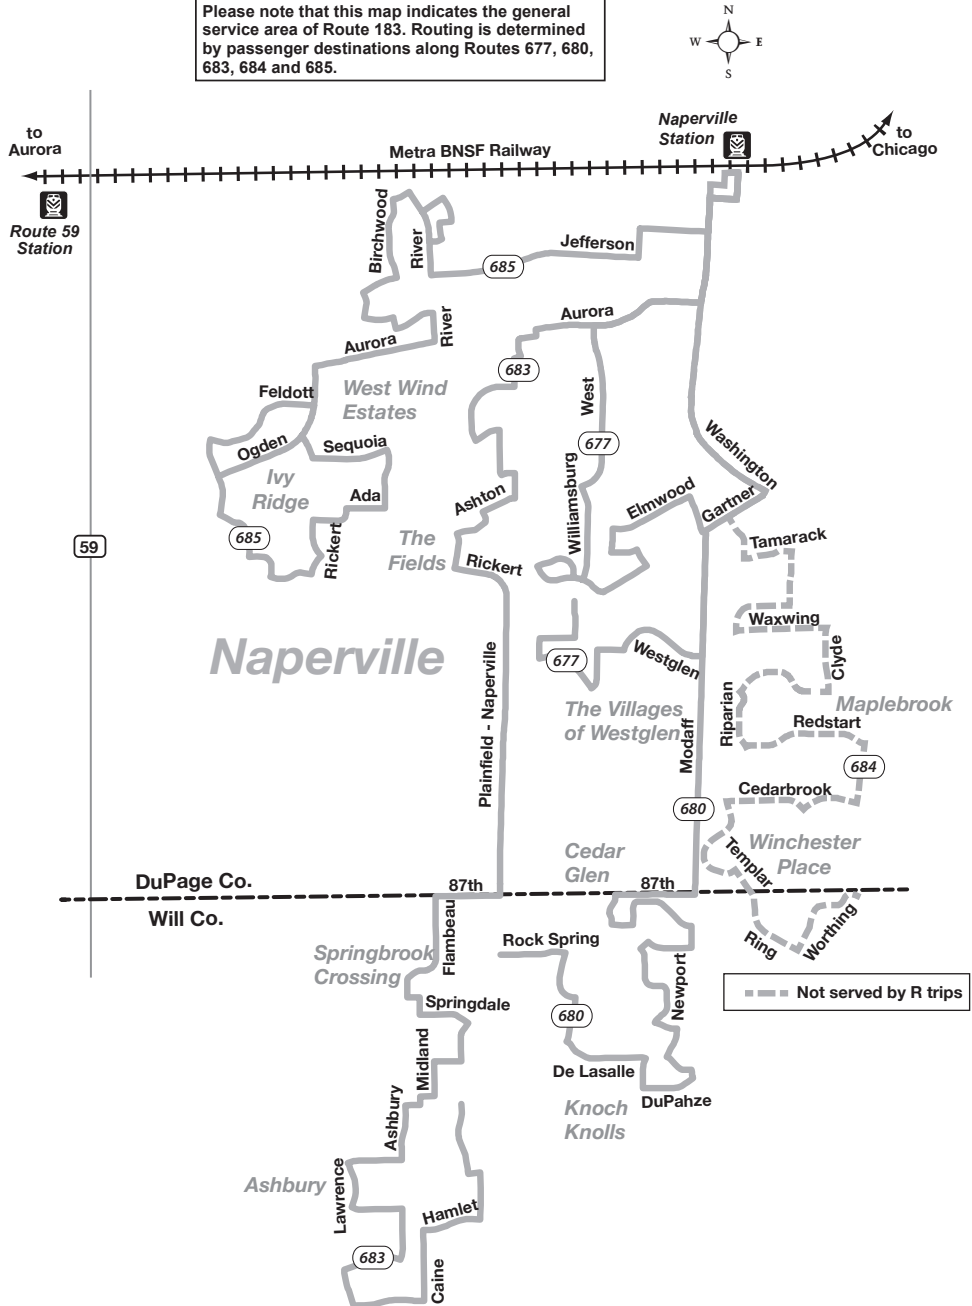 Please note that this map indicates the general
service area of Route 183. Routing is determined
by passenger destinations along Routes 677, 680,
683, 684 and 685.
N
W
E
S
to
Aurora
Metra BNSF Railway
Naperville
Station
to
Chicago
Route 59
Station
Birchwood
River
685
Jefferson
River
Aurora
Aurora
683
West
Feldott
West Wind
Estates
677
Washington
Ogden
Sequoia
Ivy
Ridge
Ada
Ashton
Williamsburg
Elmwood
Gartner
59
685
Rickert
The
Fields
Rickert
Tamarack
Waxwing
Clyde
Naperville
677
Westglen
Plainfield - Naperville
The Villages
of Westglen
Modaff
Riparian
Maplebrook
Redstart
684
Cedarbrook
680
Winchester
Place
Templar
Cedar
Glen
DuPage Co.
Will Co.
87th
87th
Ring
Worthing
Flambeau
Springbrook
Crossing
Rock Spring
Newport
Not served by R trips
Springdale
680
Midland
De Lasalle
DuPahze
Knoch
Knolls
Ashbury
Ashbury
Lawrence
Hamlet
683
Caine